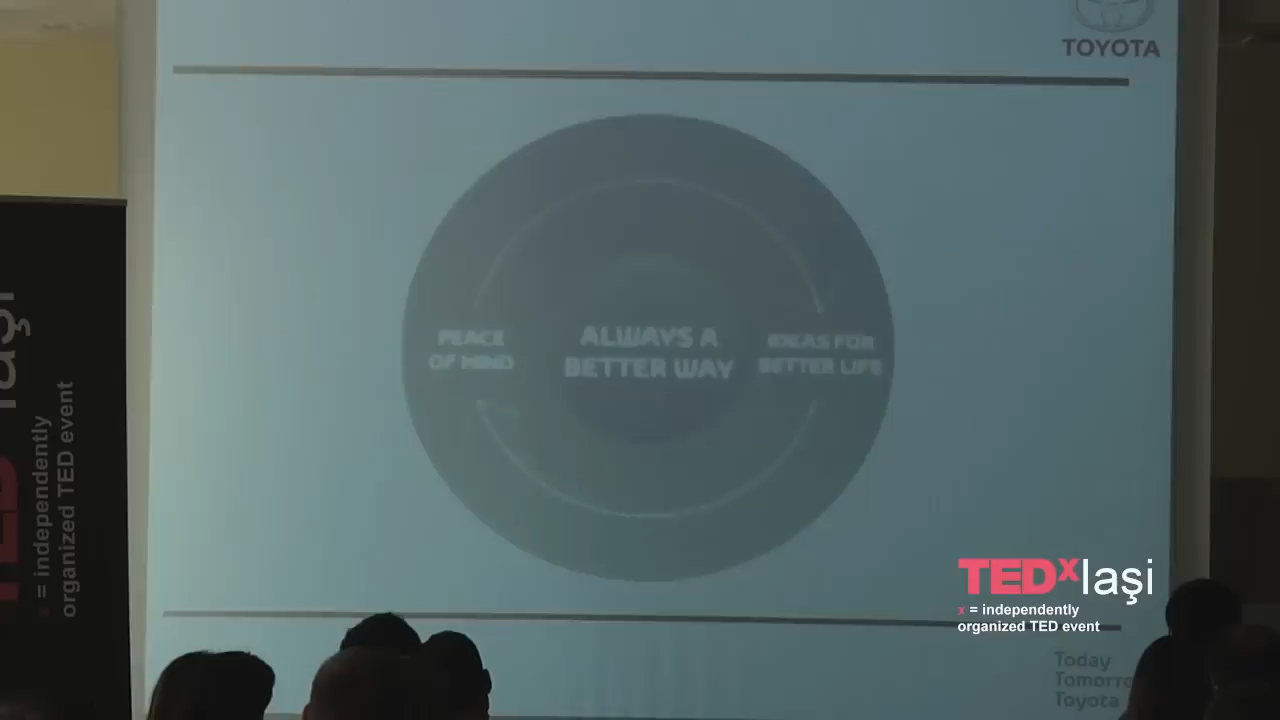 TOYOTA
PEACE
OF MIND
ALWAYS A
BETTER WAY
IDEAS FOR
BETTER LIFE
TEDxIaşi
x = independently
organized TED event
Today
Toyota
Iaşi
x = independently
organized TED event